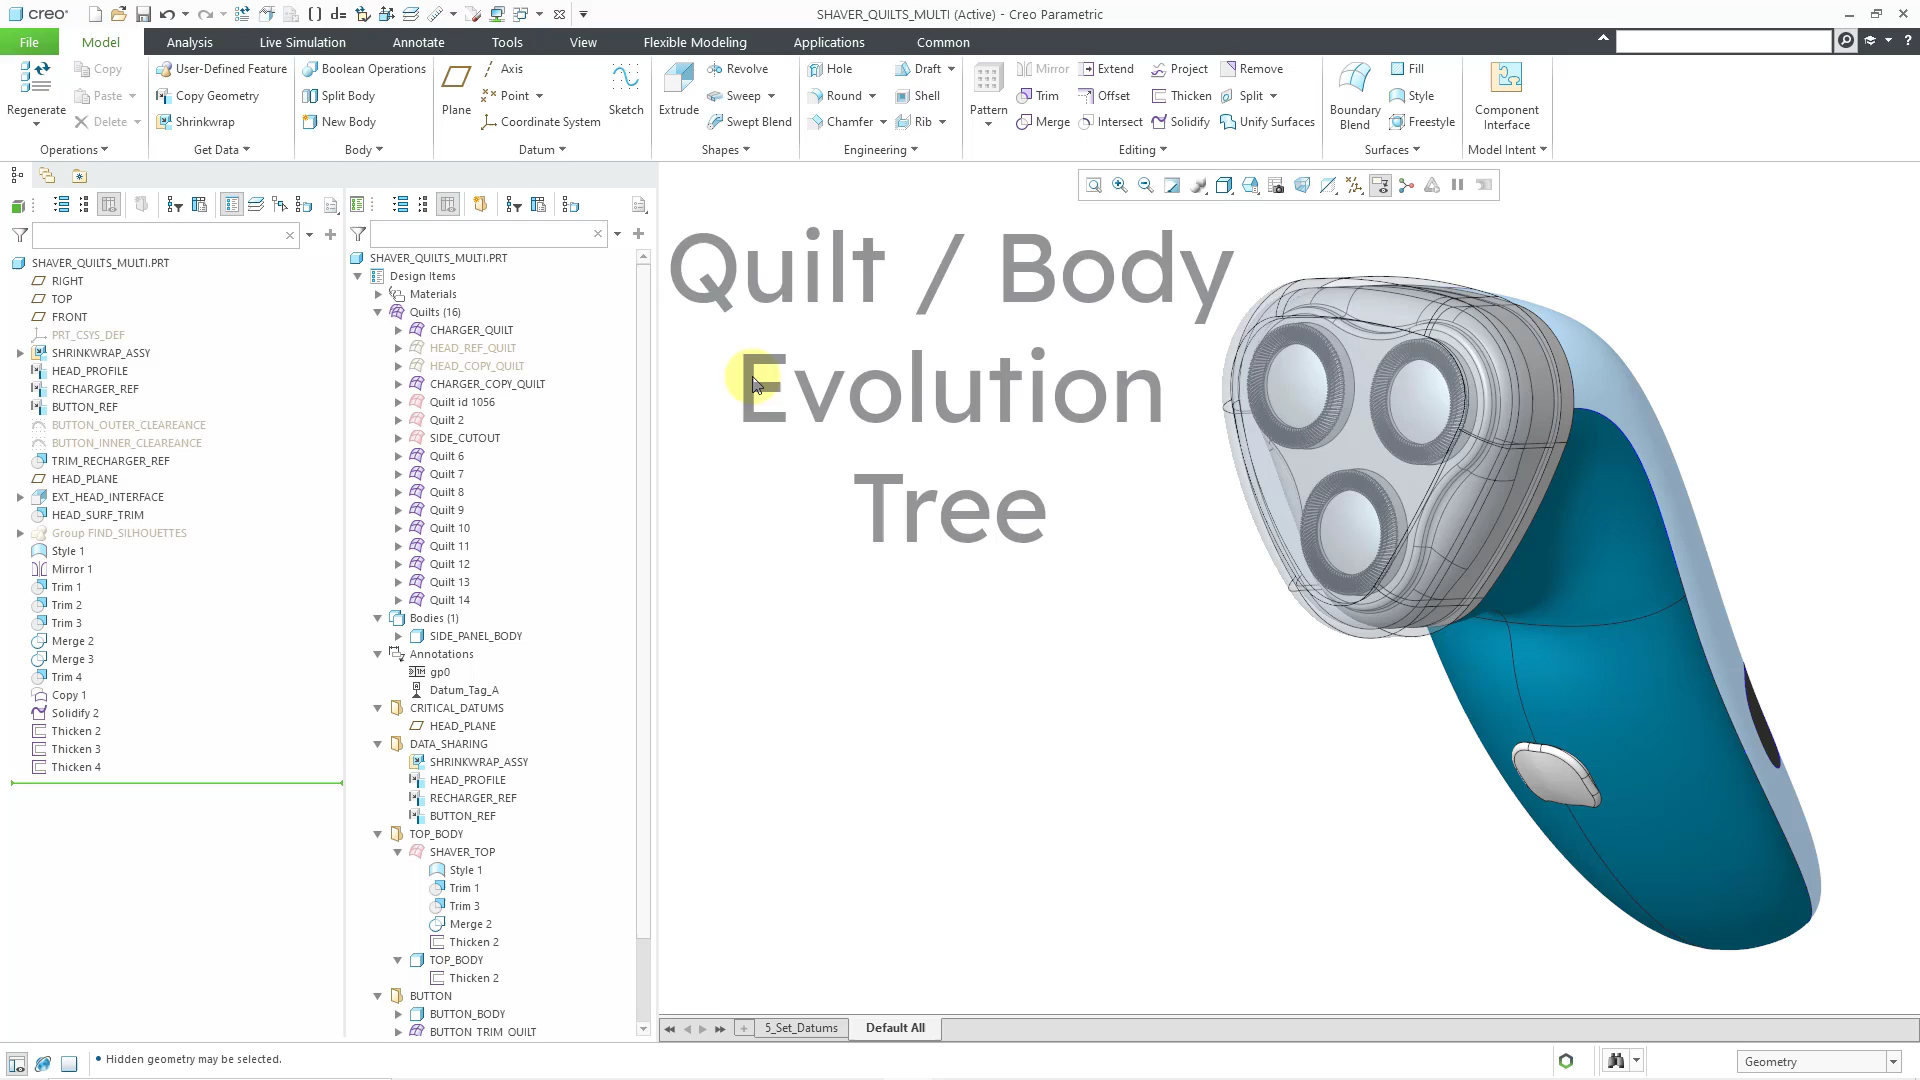 creo
SHAVER_QUILTS_MULTI (Active) - Creo Parametric
File Model Analysis Live Simulation Annotate Tools View Flexible Modeling Applications Common
Regenerate
Copy
Paste
Delete
Operations
User-Defined Feature
Copy Geometry
Shrinkwrap
Get Data
Boolean Operations
Split Body
New Body
Body
Plane
Axis
Point
Coordinate System
Sketch
Datum
Extrude
Revolve
Sweep
Swept Blend
Shapes
Hole
Round
Chamfer
Draft
Shell
Rib
Engineering
Pattern
Mirror
Trim
Merge
Extend
Offset
Intersect
Project
Thicken
Solidify
Remove
Split
Unify Surfaces
Editing
Boundary
Blend
Fill
Style
Freestyle
Surfaces
Component
Interface
Model Intent
SHAVER_QUILTS_MULTI.PRT
RIGHT
TOP
FRONT
PRT_CSYS_DEF
SHRINKWRAP_ASSY
HEAD_PROFILE
RECHARGER_REF
BUTTON_REF
BUTTON_OUTER_CLEAREANCE
BUTTON_INNER_CLEAREANCE
TRIM_RECHARGER_REF
HEAD_PLANE
EXT_HEAD_INTERFACE
HEAD_SURF_TRIM
Group FIND_SILHOUETTES
Style 1
Mirror 1
Trim 1
Trim 2
Trim 3
Merge 2
Merge 3
Trim 4
Copy 1
Solidify 2
Thicken 2
Thicken 3
Thicken 4
SHAVER_QUILTS_MULTI.PRT
Design Items
Materials
Quilts (16)
CHARGER_QUILT
HEAD_REF_QUILT
HEAD_COPY_QUILT
CHARGER_COPY_QUILT
Quilt id 1056
Quilt 2
SIDE_CUTOUT
Quilt 6
Quilt 7
Quilt 8
Quilt 9
Quilt 10
Quilt 11
Quilt 12
Quilt 13
Quilt 14
Bodies (1)
SIDE_PANEL_BODY
Annotations
gp0
Datum_Tag_A
CRITICAL_DATUMS
HEAD_PLANE
DATA_SHARING
SHRINKWRAP_ASSY
HEAD_PROFILE
RECHARGER_REF
BUTTON_REF
TOP_BODY
SHAVER_TOP
Style 1
Trim 1
Trim 3
Merge 2
Thicken 2
TOP_BODY
Thicken 2
BUTTON
BUTTON_BODY
BUTTON TRIM QUILT
Quilt / Body
Evolution
Tree
5_Set_Datums Default All
• Hidden geometry may be selected.
Geometry